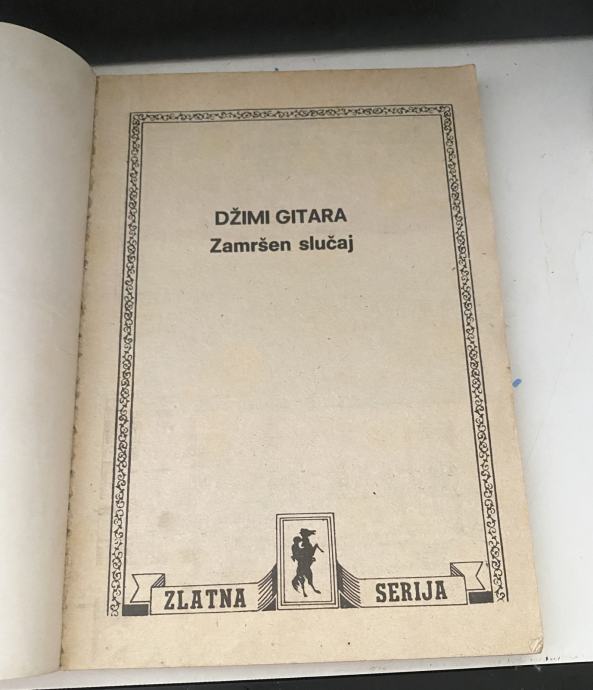 DŽIMI GITARA
Zamršen slučaj
ZLATNA SERIJA